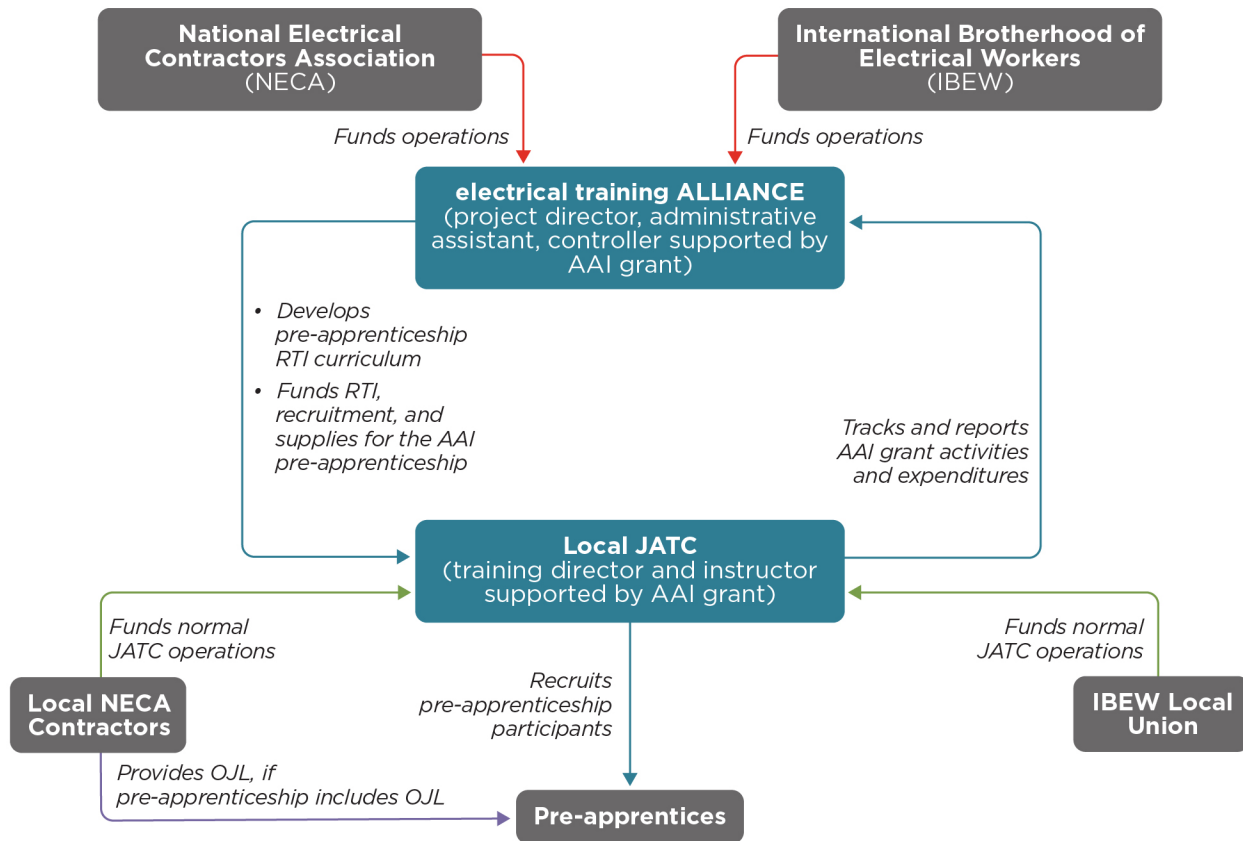 National Electrical
Contractors Association
(NECA)
International Brotherhood of
Electrical Workers
(IBEW)
Funds operations
Funds operations
electrical training ALLIANCE
(project director, administrative
assistant, controller supported by
AAI grant)
• Develops
pre-apprenticeship
RTI curriculum
• Funds RTI,
recruitment, and
supplies for the AAI
pre-apprenticeship
Tracks and reports
AAI grant activities
and expenditures
Local JATC
(training director and instructor
supported by AAI grant)
Funds normal
JATC operations
Funds normal
JATC operations
Local NECA
Contractors
Recruits
pre-apprenticeship
participants
IBEW Local
Union
Provides OJL, if
pre-apprenticeship includes OJL
Pre-apprentices